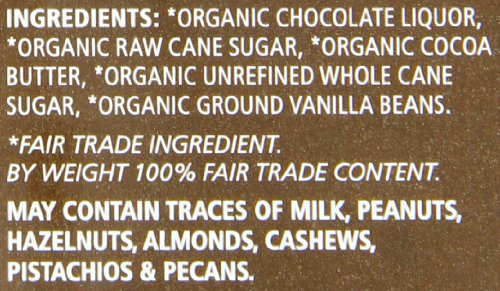 INGREDIENTS: *ORGANIC CHOCOLATE LIQUOR,
*ORGANIC RAW CANE SUGAR, *ORGANIC COCOA
BUTTER, *ORGANIC UNREFINED WHOLE CANE
SUGAR, *ORGANIC GROUND VANILLA BEANS.
*FAIR TRADE INGREDIENT.
BY WEIGHT 100% FAIR TRADE CONTENT.
MAY CONTAIN TRACES OF MILK, PEANUTS,
HAZELNUTS, ALMONDS, CASHEWS,
PISTACHIOS & PECANS.